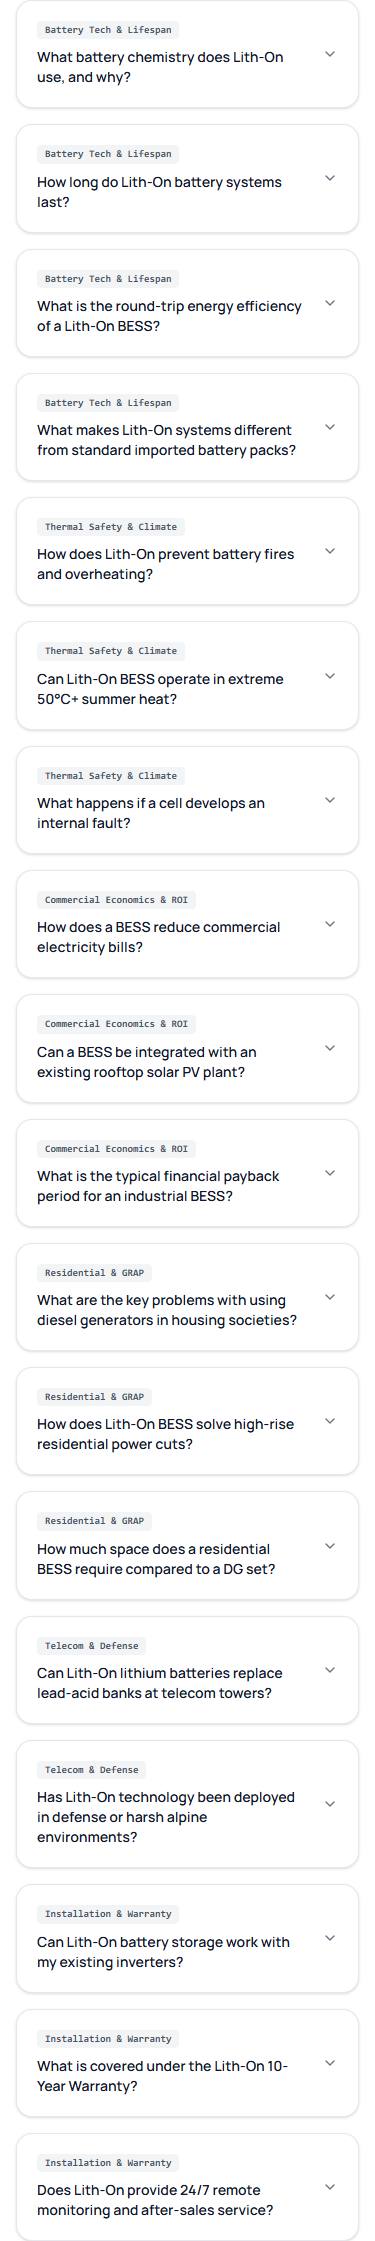 Battery Tech & Lifespan
What battery chemistry does Lith-On
use, and why?
Battery Tech & Lifespan
How long do Lith-On battery systems
last?
Battery Tech & Lifespan
What is the round-trip energy efficiency
of a Lith-On BESS?
Battery Tech & Lifespan
What makes Lith-On systems different
from standard imported battery packs?
Thermal Safety & Climate
How does Lith-On prevent battery fires
and overheating?
Thermal Safety & Climate
Can Lith-On BESS operate in extreme
50°C+ summer heat?
Thermal Safety & Climate
What happens if a cell develops an
internal fault?
Commercial Economics & ROI
How does a BESS reduce commercial
electricity bills?
Commercial Economics & ROI
Can a BESS be integrated with an
existing rooftop solar PV plant?
Commercial Economics & ROI
What is the typical financial payback
period for an industrial BESS?
Residential & GRAP
What are the key problems with using
diesel generators in housing societies?
Residential & GRAP
How does Lith-On BESS solve high-rise
residential power cuts?
Residential & GRAP
How much space does a residential
BESS require compared to a DG set?
Telecom & Defense
Can Lith-On lithium batteries replace
lead-acid banks at telecom towers?
Telecom & Defense
Has Lith-On technology been deployed
in defense or harsh alpine
environments?
Installation & Warranty
Can Lith-On battery storage work with
my existing inverters?
Installation & Warranty
What is covered under the Lith-On 10-
Year Warranty?
Installation & Warranty
Does Lith-On provide 24/7 remote
monitoring and after-sales service?